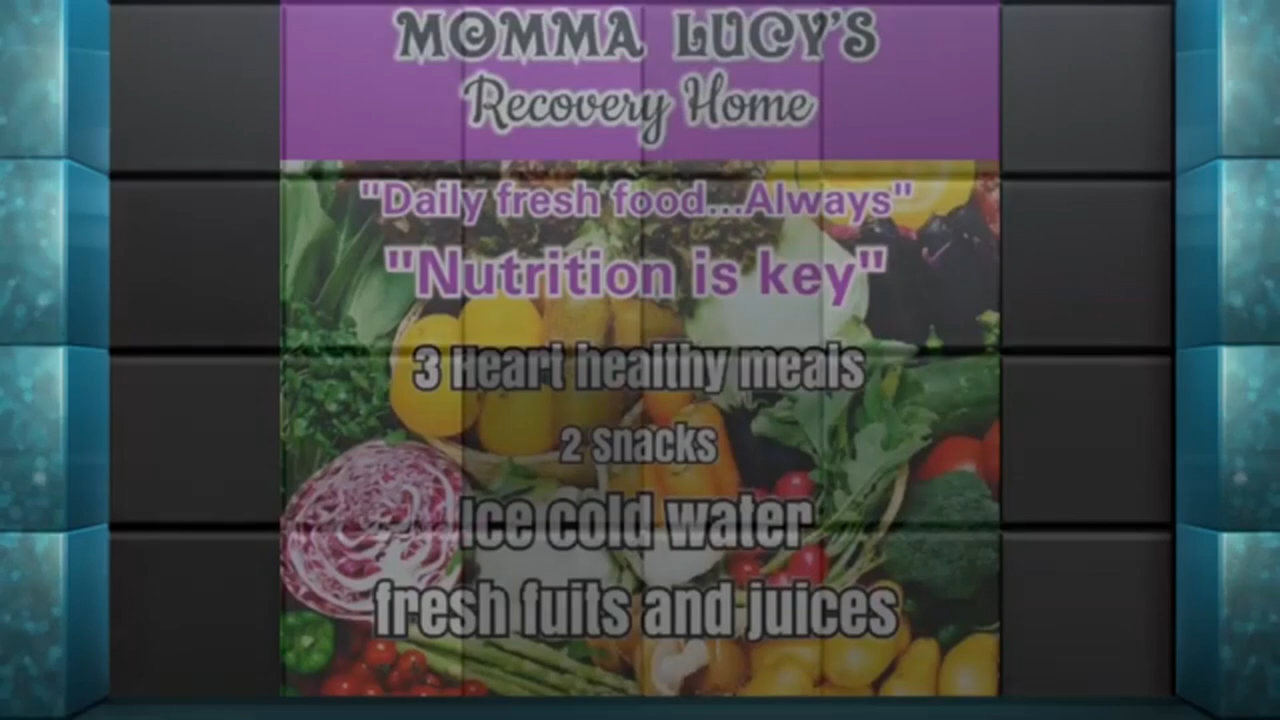 MOMMA LUCY'S
Recovery Home
"Daily fresh food...Always"
"Nutrition is key"
3 Heart healthy meals
2 snacks
Ice cold water
fresh fuits and juices